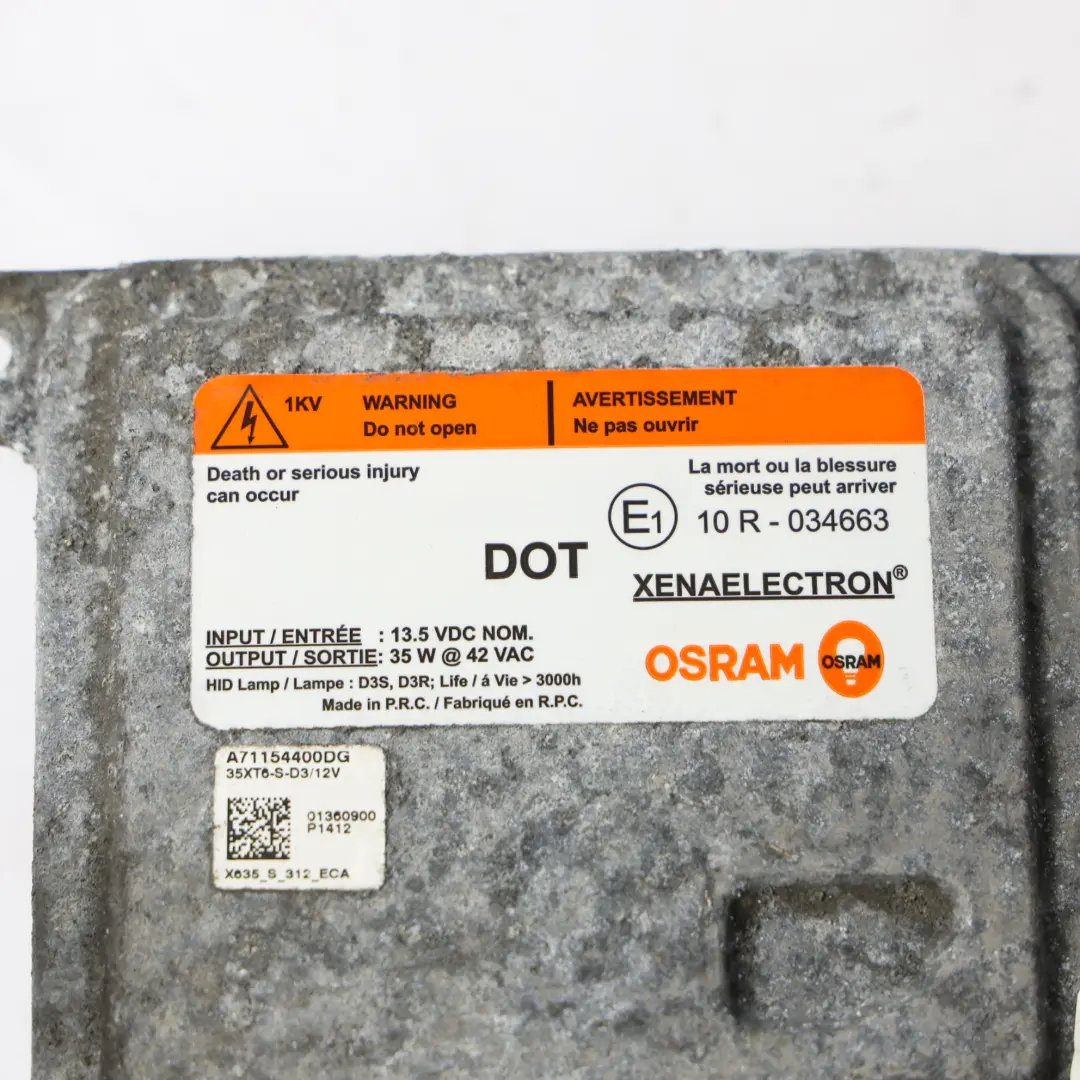 1KV
WARNING
Do not open
AVERTISSEMENT
Ne pas ouvrir
Death or serious injury
can occur
La mort ou la blessure
sérieuse peut arriver
E1
10 R - 034663
DOT
XENAELECTRON®
INPUT / ENTRÉE : 13.5 VDC NOM.
OUTPUT / SORTIE: 35 W @ 42 VAC
HID Lamp / Lampe : D3S, D3R; Life / á Vie > 3000h
Made in P.R.C. / Fabriqué en R.P.C.
OSRAM
OSRAM
A71154400DG
35XT6-S-D3/12V
01360900
P1412
X635_S_312_ECA